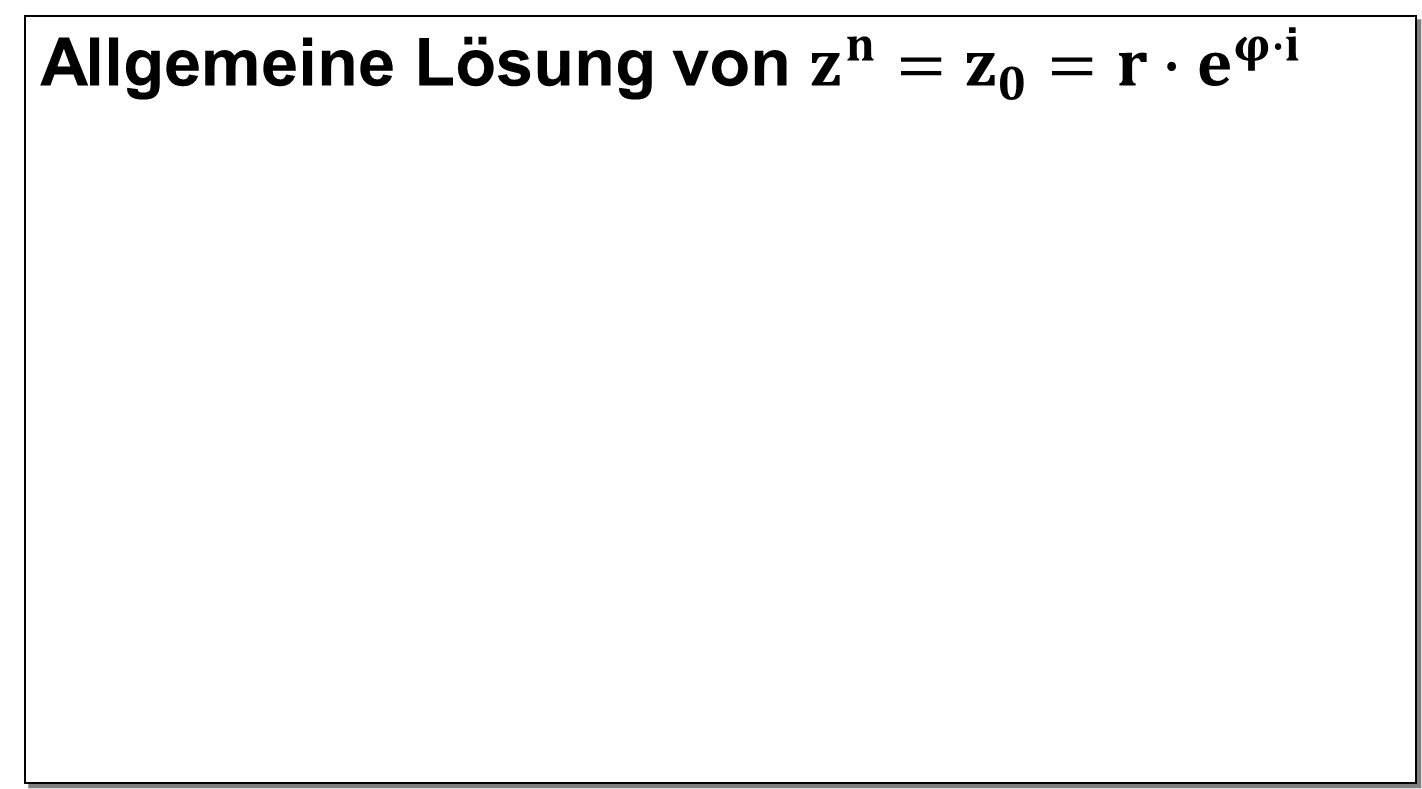 Allgemeine Lösung von zⁿ = z₀ = r · e^φ·i